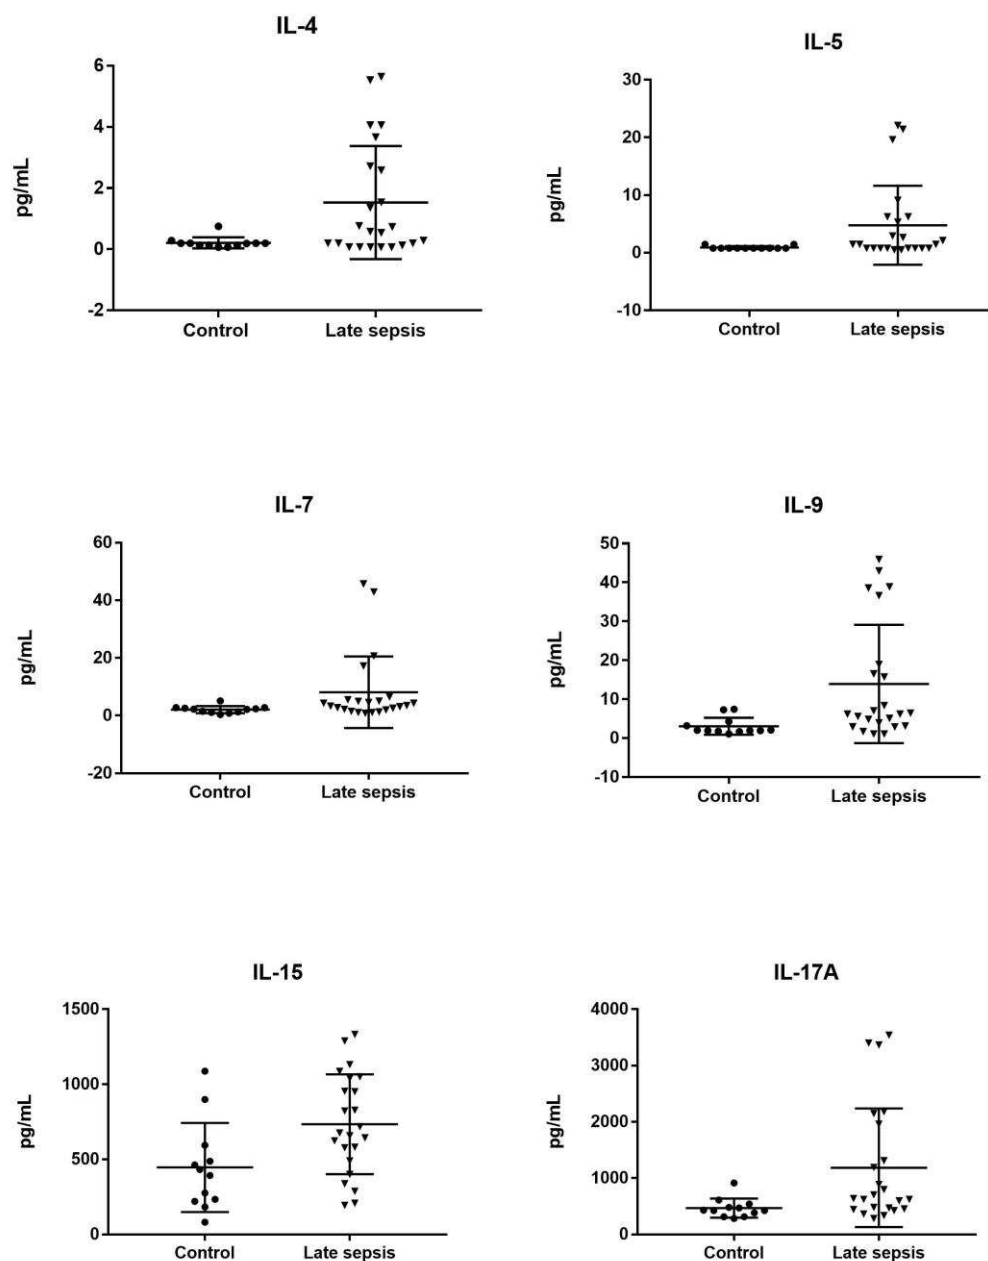 IL-4
6
4
2
0
-2
pg/mL
Control
Late sepsis
IL-5
30
20
10
0
-10
pg/mL
Control
Late sepsis
IL-7
60
40
20
0
-20
pg/mL
Control
Late sepsis
IL-9
50
40
30
20
10
0
-10
pg/mL
Control
Late sepsis
IL-15
1500
1000
500
0
pg/mL
Control
Late sepsis
IL-17A
4000
3000
2000
1000
0
pg/mL
Control
Late sepsis